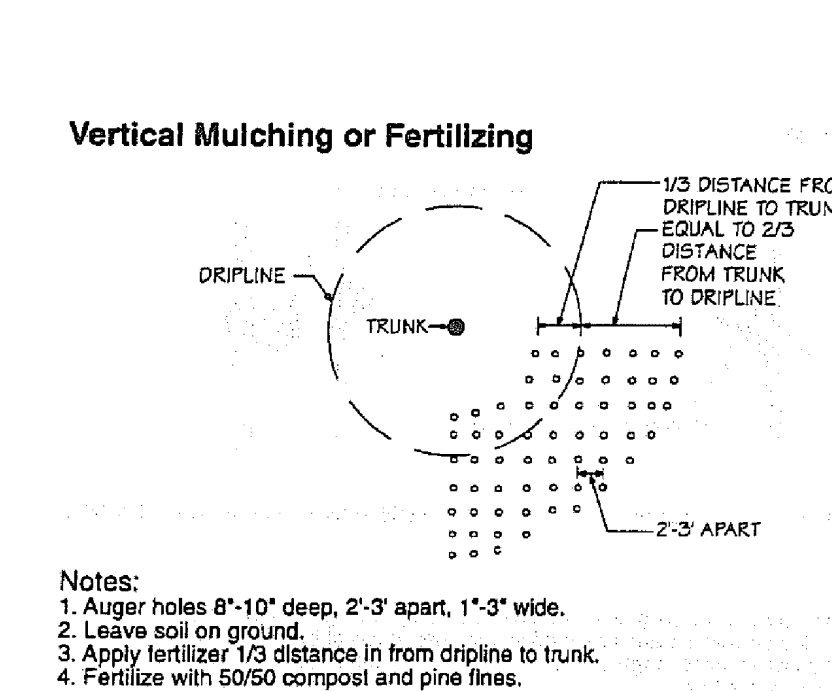 Vertical Mulching or Fertilizing
1/3 DISTANCE FRO
DRIPLINE TO TRUN
EQUAL TO 2/3
DISTANCE
FROM TRUNK
TO DRIPLINE
DRIPLINE
TRUNK
2'-3' APART
Notes:
1. Auger holes 8"-10" deep, 2'-3' apart, 1"-3" wide.
2. Leave soil on ground.
3. Apply fertilizer 1/3 distance in from dripline to trunk.
4. Fertilize with 50/50 compost and pine fines.